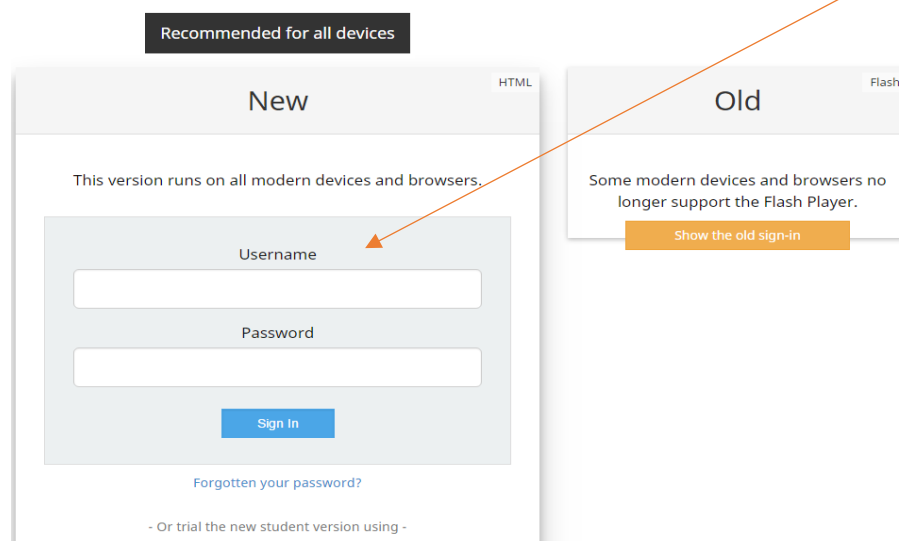 Recommended for all devices
HTML
New
This version runs on all modern devices and browsers.
Username
Password
Sign In
Forgotten your password?
- Or trial the new student version using -
Flash
Old
Some modern devices and browsers no
longer support the Flash Player.
Show the old sign-in